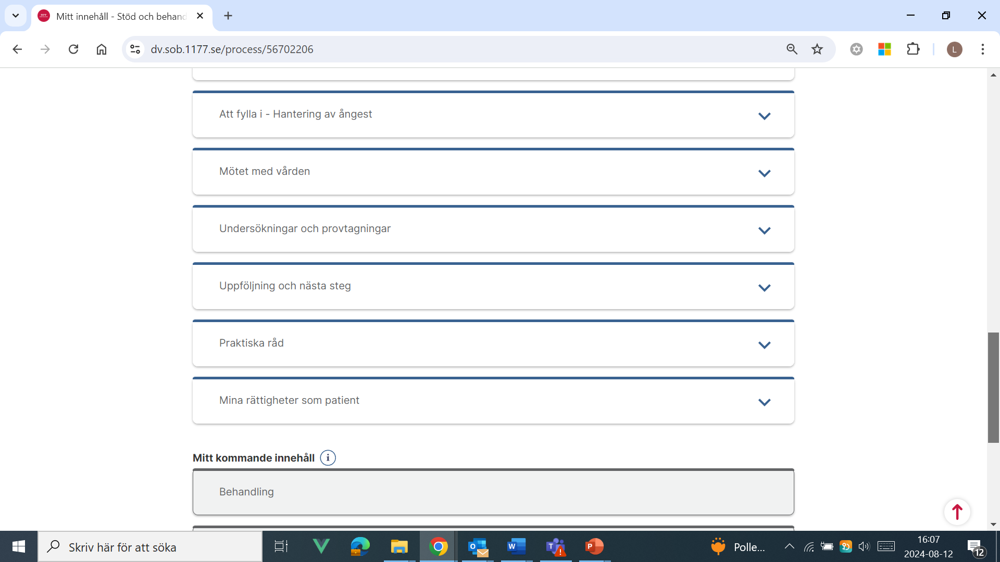 Mitt innehåll - Stöd och behand
dv.sob.1177.se/process/56702206
L
Att fylla i - Hantering av ångest
Mötet med vården
Undersökningar och provtagningar
Uppföljning och nästa steg
Praktiska råd
Mina rättigheter som patient
Mitt kommande innehåll
Behandling
Skriv här för att söka
Polle...
16:07
2024-08-12
12